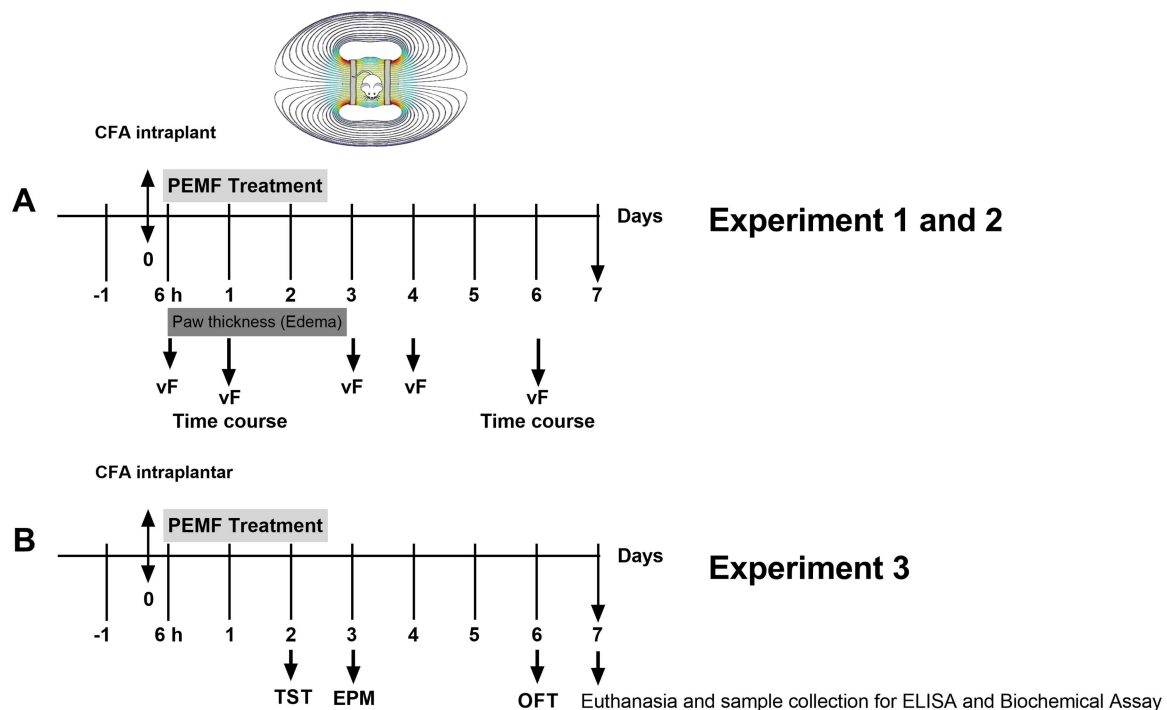 CFA intraplant
A
PEMF Treatment
Days
Experiment 1 and 2
0
-1 6 h 1 2 3 4 5 6 7
Paw thickness (Edema)
vF vF vF vF vF
Time course Time course
CFA intraplantar
B
PEMF Treatment
Days
Experiment 3
0
-1 6 h 1 2 3 4 5 6 7
TST EPM OFT Euthanasia and sample collection for ELISA and Biochemical Assay